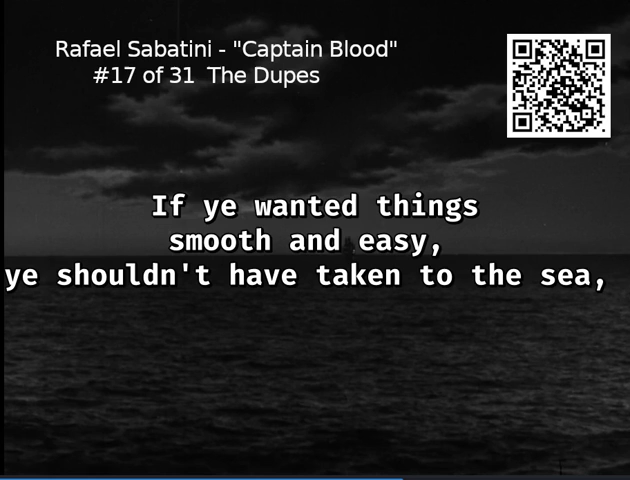 Rafael Sabatini - "Captain Blood"
#17 of 31 The Dupes
If ye wanted things
smooth and easy,
ye shouldn't have taken to the sea,